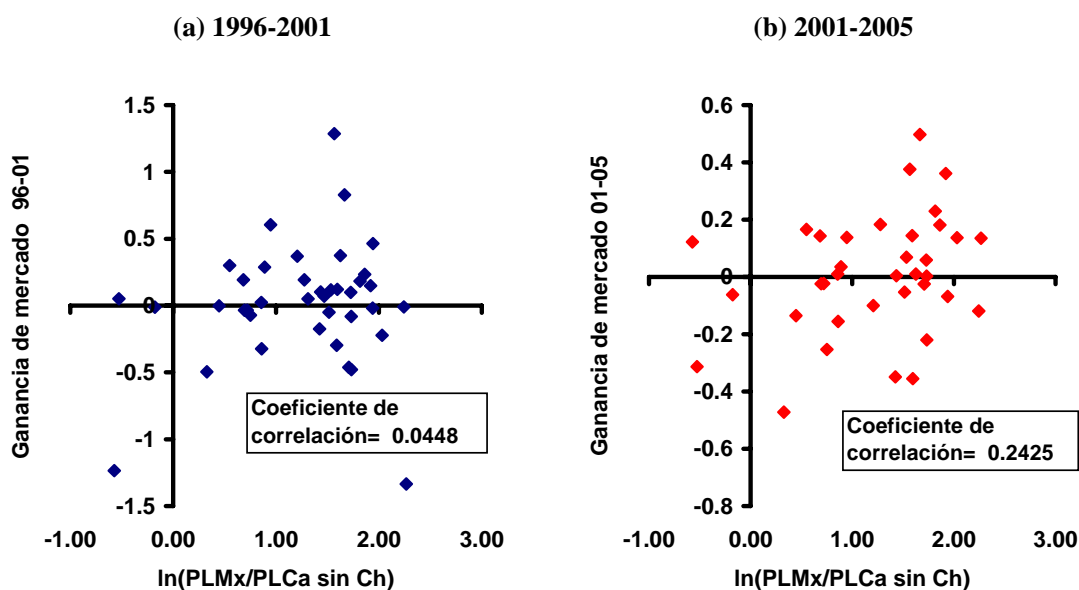 (a) 1996-2001
1.5
1
0.5
0
-0.5
-1
-1.5
-1.00 0.00 1.00 2.00 3.00
Ganancia de mercado 96-01
ln(PLMx/PLCa sin Ch)
Coeficiente de
correlación= 0.0448
(b) 2001-2005
0.6
0.4
0.2
0
-0.2
-0.4
-0.6
-0.8
-1.00 0.00 1.00 2.00 3.00
Ganancia de mercado 01-05
ln(PLMx/PLCa sin Ch)
Coeficiente de
correlación= 0.2425